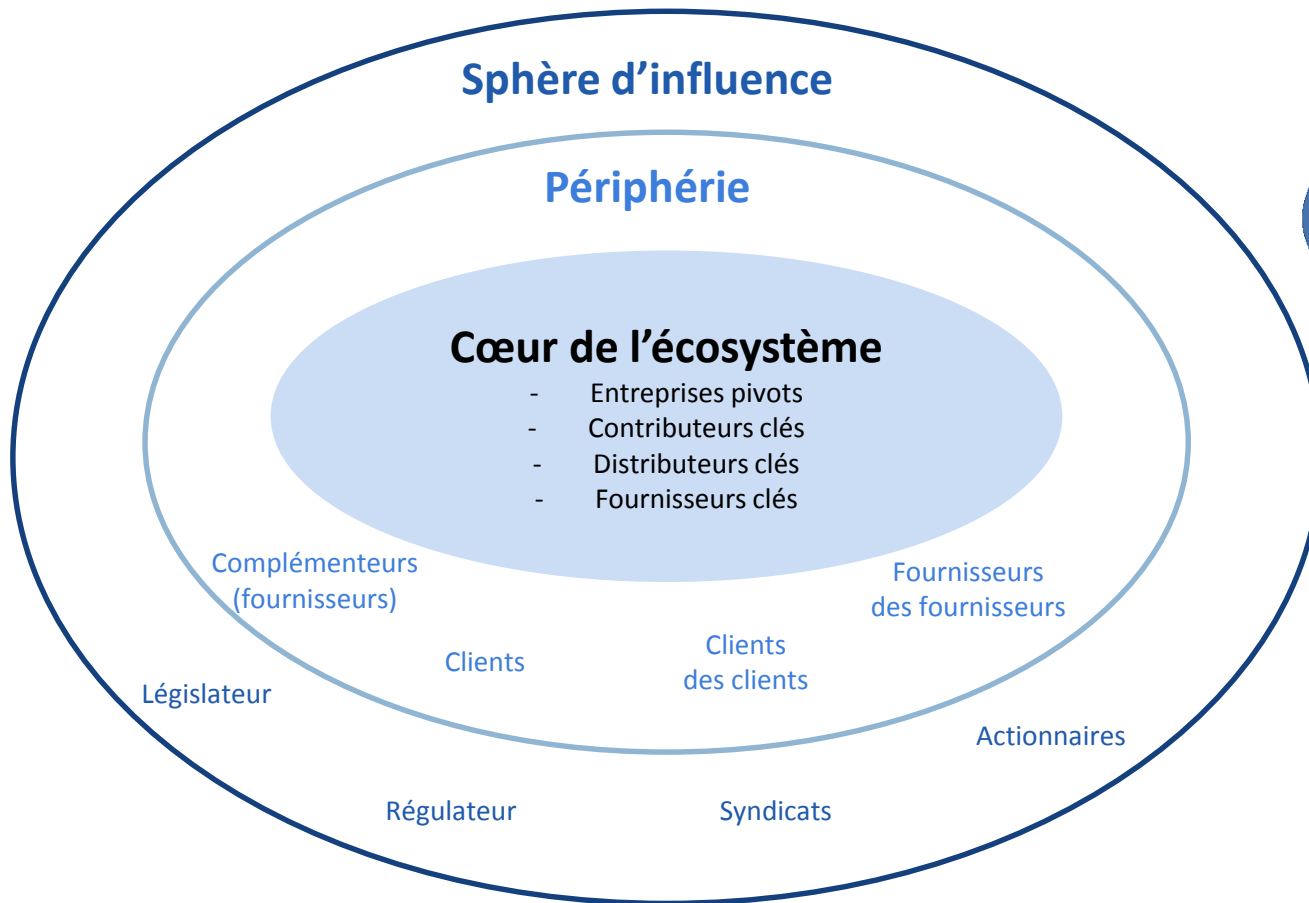 Sphère d’influence
Périphérie
Cœur de l’écosystème
- Entreprises pivots
- Contributeurs clés
- Distributeurs clés
- Fournisseurs clés
Complémenteurs
(fournisseurs)
Fournisseurs
des fournisseurs
Clients
Clients
des clients
Législateur
Actionnaires
Régulateur
Syndicats